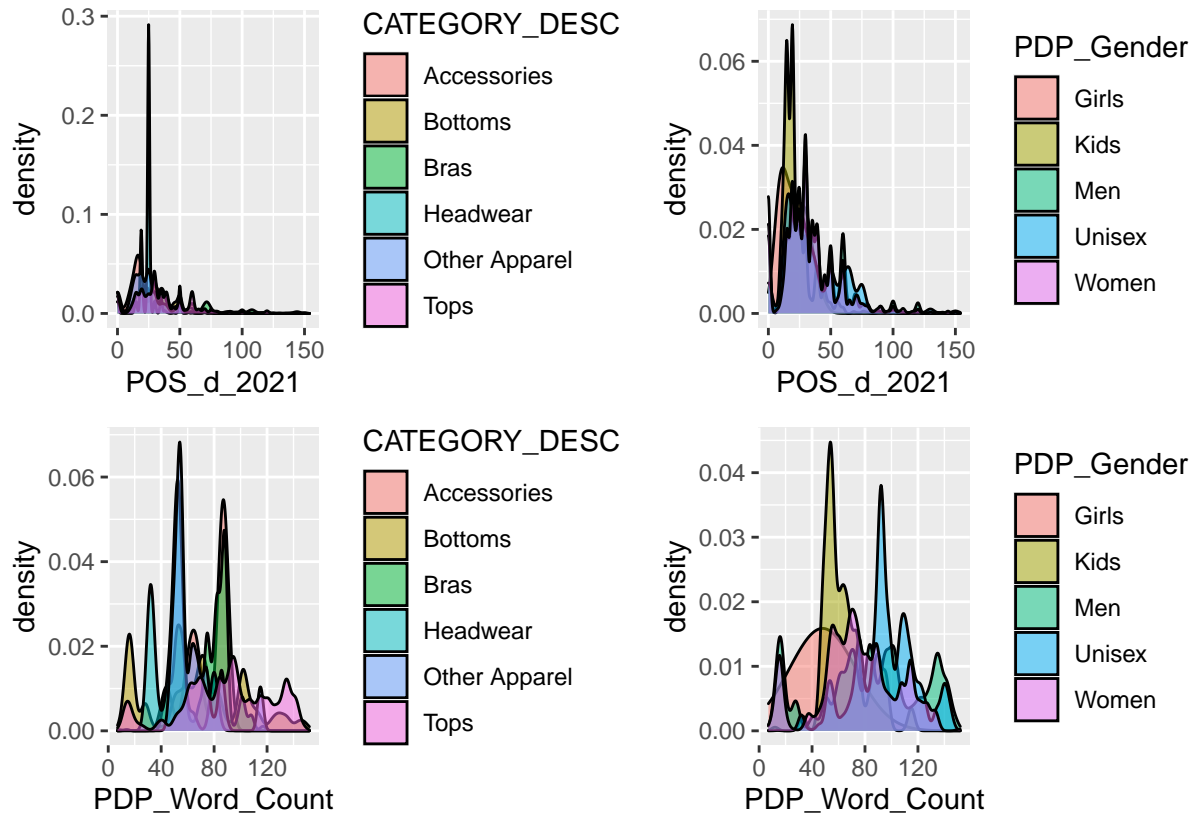 density
0.3
0.2
0.1
0.0
0 50 100 150
POS_d_2021
CATEGORY_DESC
Accessories
Bottoms
Bras
Headwear
Other Apparel
Tops
density
0.06
0.04
0.02
0.00
0 50 100 150
POS_d_2021
PDP_Gender
Girls
Kids
Men
Unisex
Women
density
0.06
0.04
0.02
0.00
0 40 80 120
PDP_Word_Count
CATEGORY_DESC
Accessories
Bottoms
Bras
Headwear
Other Apparel
Tops
density
0.04
0.03
0.02
0.01
0.00
0 40 80 120
PDP_Word_Count
PDP_Gender
Girls
Kids
Men
Unisex
Women